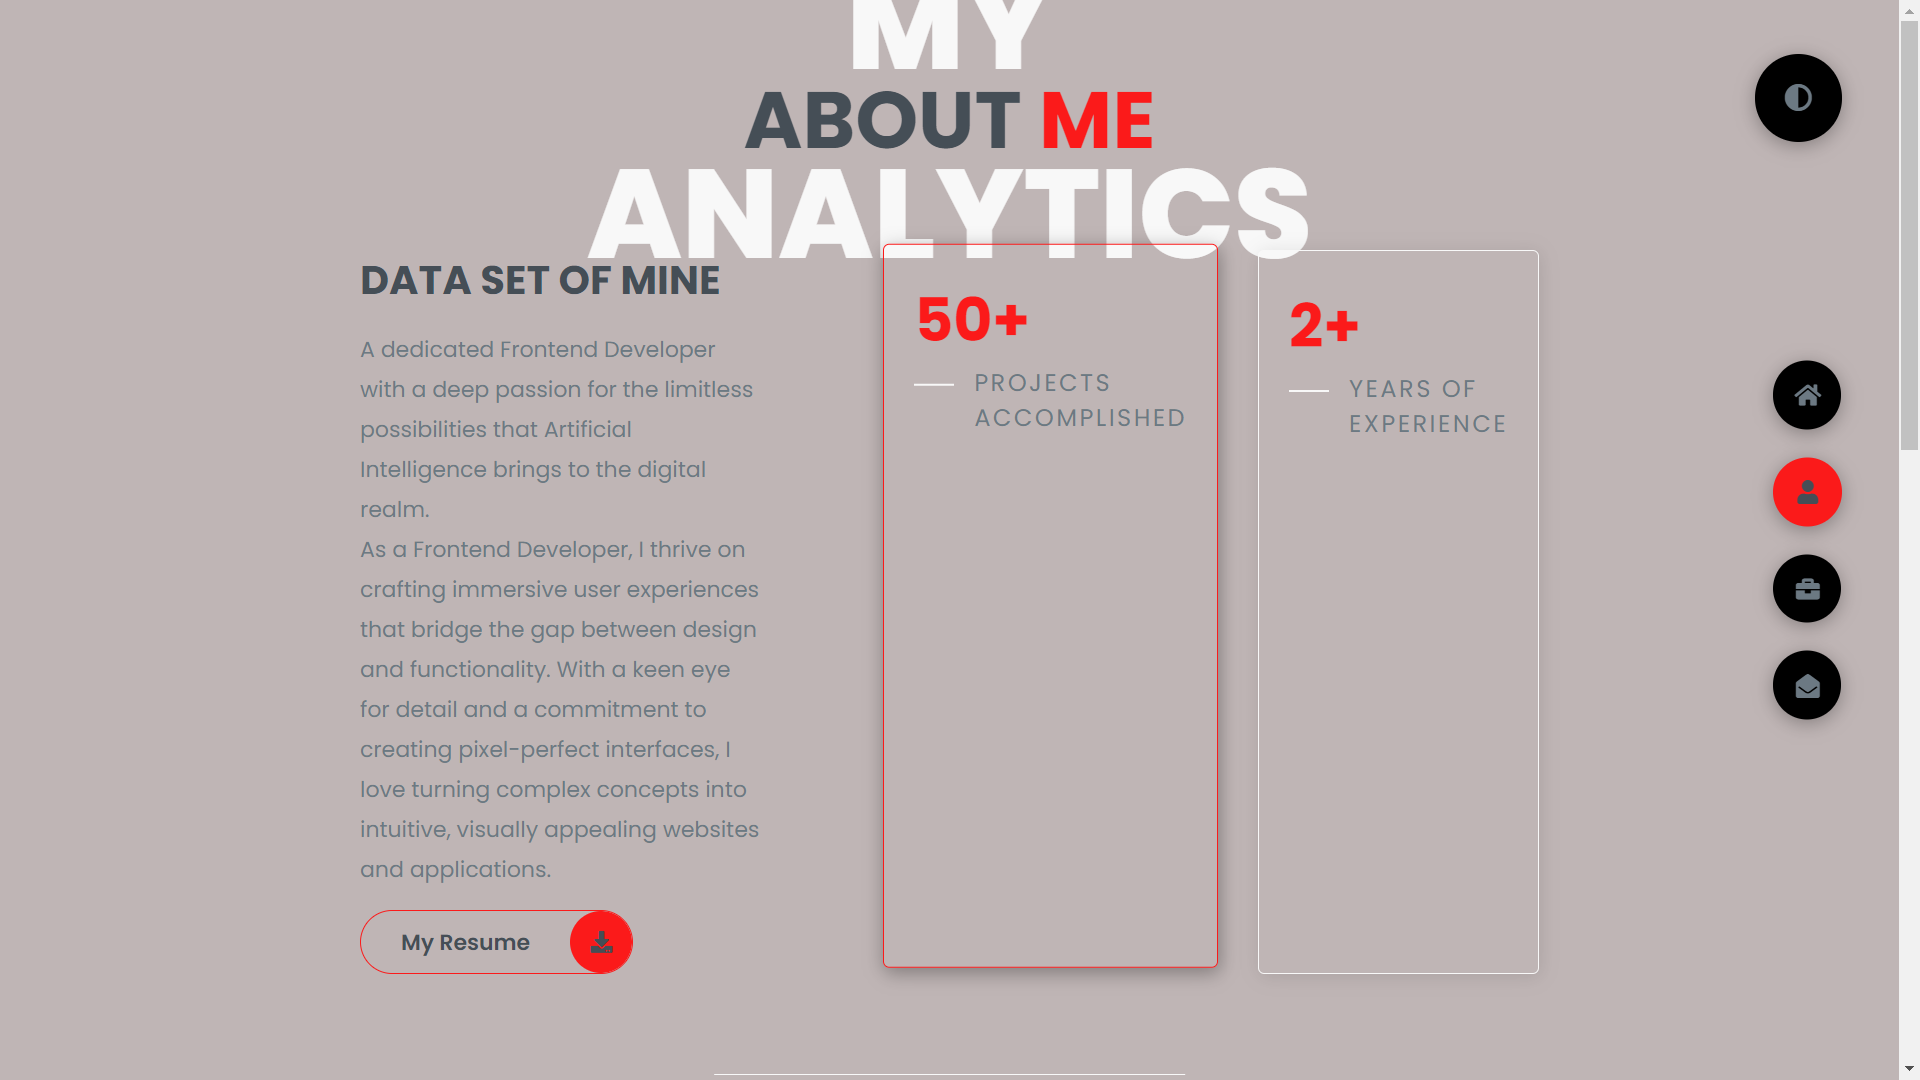 MY
ABOUT ME
ANALYTICS
DATA SET OF MINE
A dedicated Frontend Developer
with a deep passion for the limitless
possibilities that Artificial
Intelligence brings to the digital
realm.
As a Frontend Developer, I thrive on
crafting immersive user experiences
that bridge the gap between design
and functionality. With a keen eye
for detail and a commitment to
creating pixel-perfect interfaces, I
love turning complex concepts into
intuitive, visually appealing websites
and applications.
My Resume
50+
PROJECTS
ACCOMPLISHED
2+
YEARS OF
EXPERIENCE